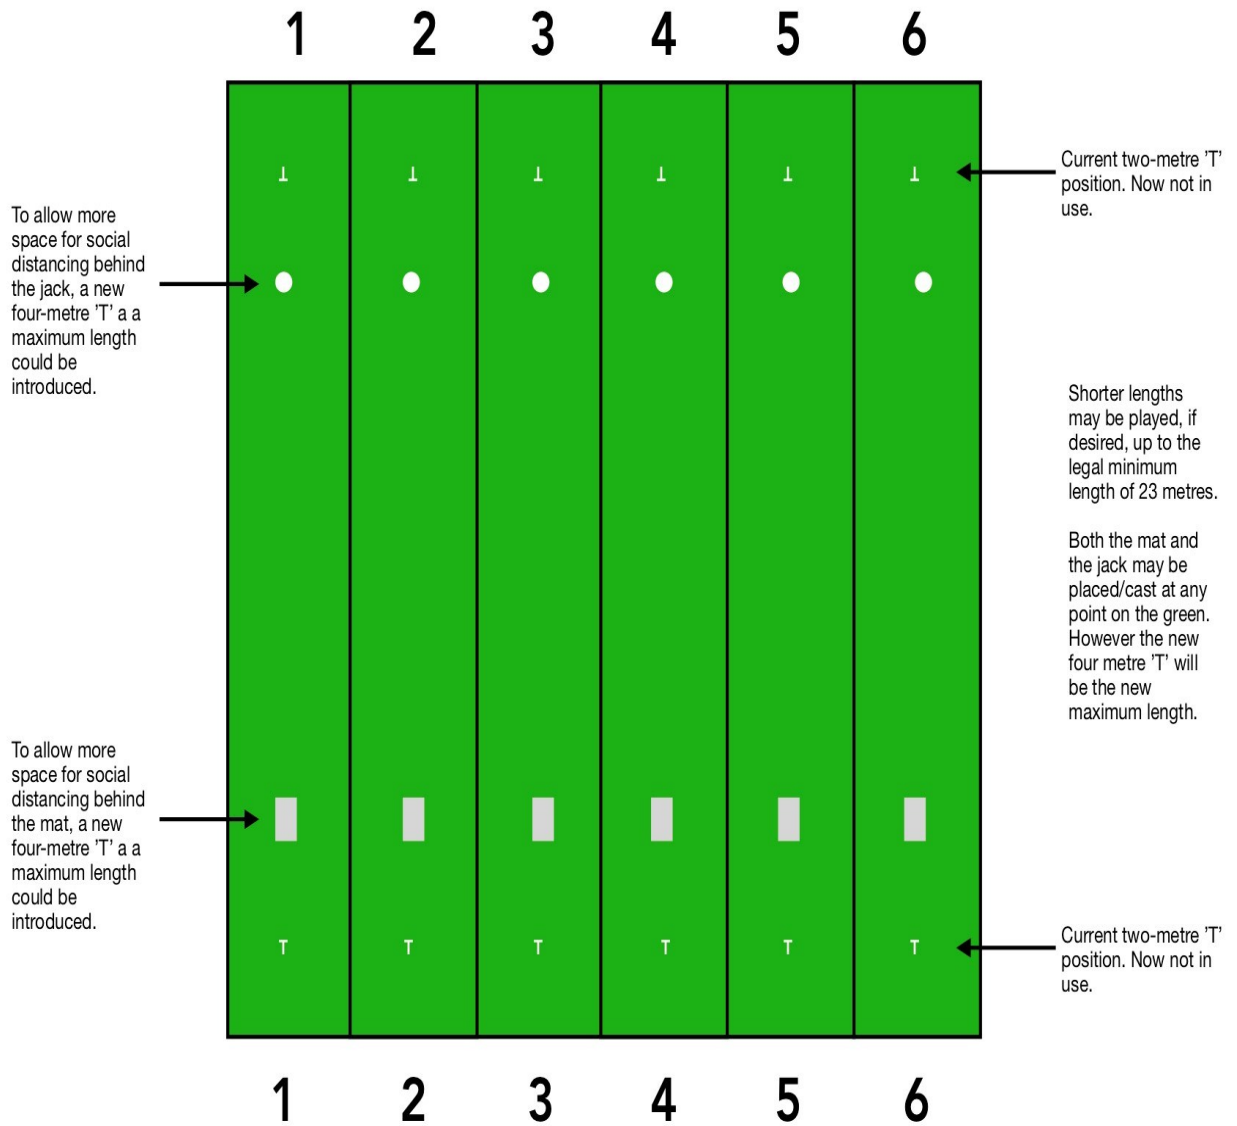 1 2 3 4 5 6
Current two-metre ’T’
position. Now not in
use.
To allow more
space for social
distancing behind
the jack, a new
four-metre ’T’ a a
maximum length
could be
introduced.
Shorter lengths
may be played, if
desired, up to the
legal minimum
length of 23 metres.
Both the mat and
the jack may be
placed/cast at any
point on the green.
However the new
four metre ’T’ will
be the new
maximum length.
To allow more
space for social
distancing behind
the mat, a new
four-metre ’T’ a a
maximum length
could be
introduced.
Current two-metre ’T’
position. Now not in
use.
1 2 3 4 5 6